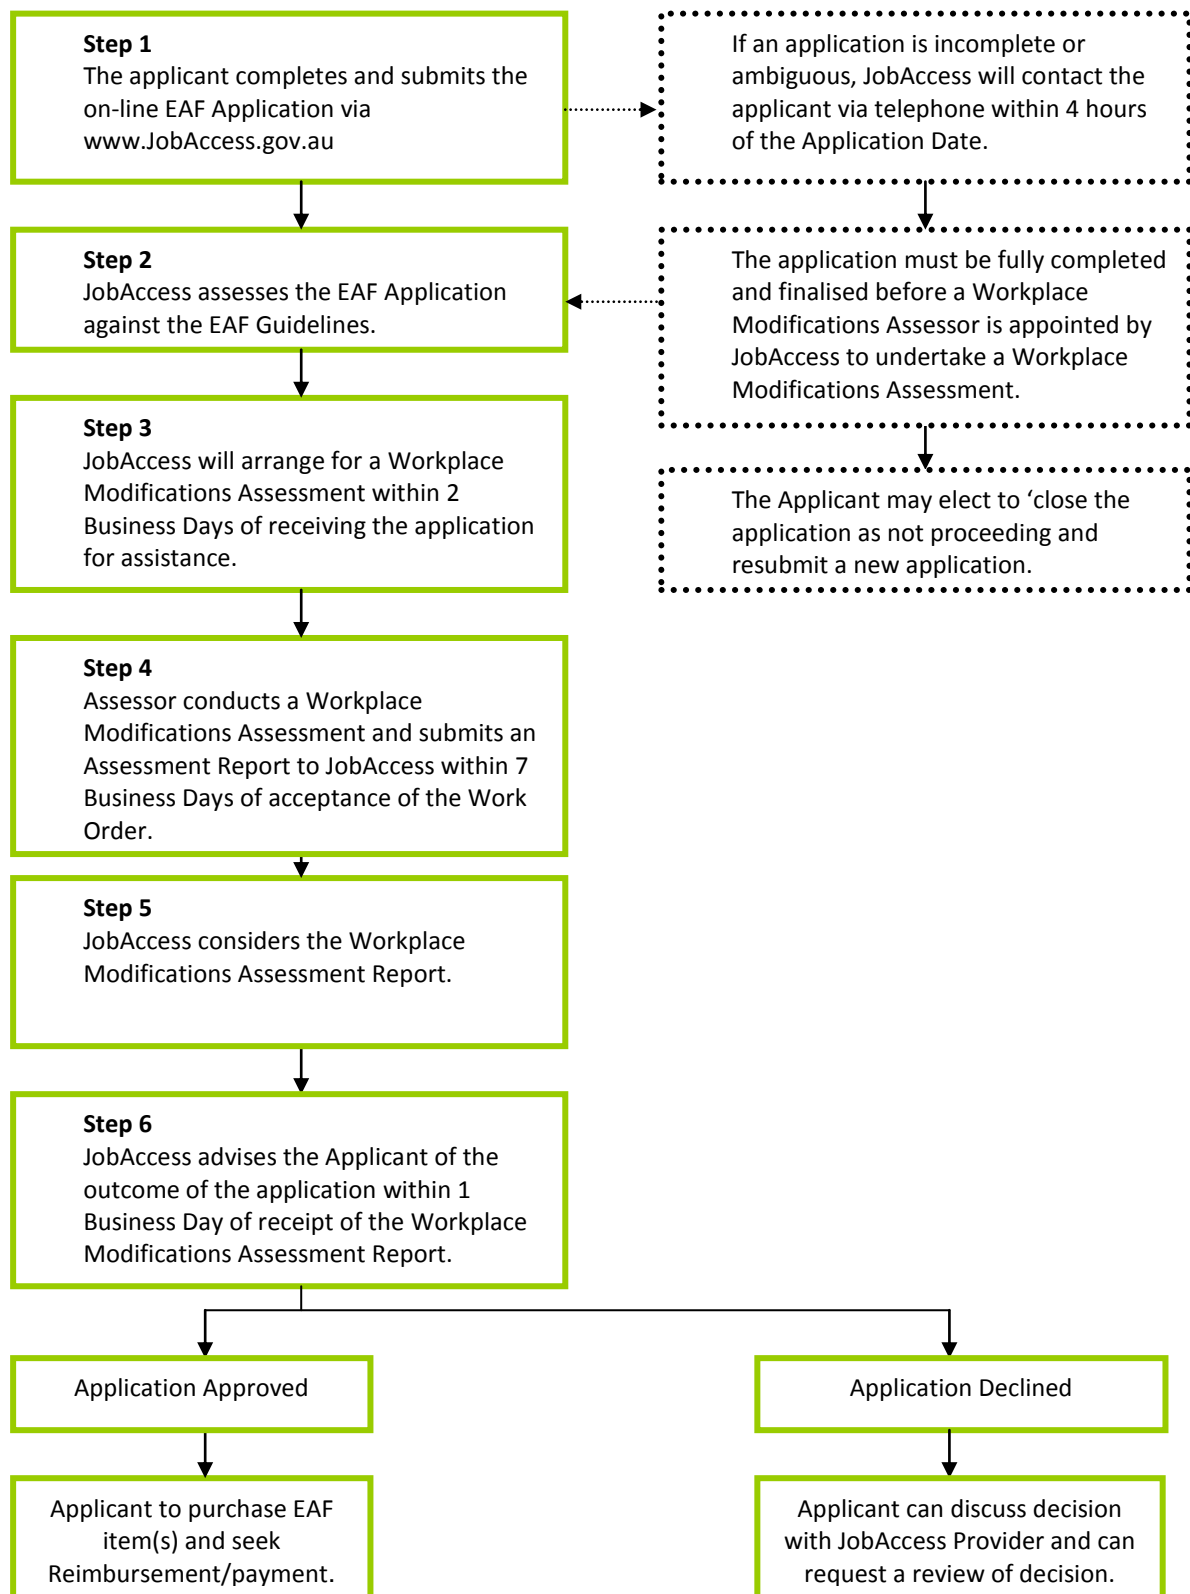 Step 1
The applicant completes and submits the
on-line EAF Application via
www.JobAccess.gov.au
If an application is incomplete or
ambiguous, JobAccess will contact the
applicant via telephone within 4 hours
of the Application Date.
Step 2
JobAccess assesses the EAF Application
against the EAF Guidelines.
The application must be fully completed
and finalised before a Workplace
Modifications Assessor is appointed by
JobAccess to undertake a Workplace
Modifications Assessment.
Step 3
JobAccess will arrange for a Workplace
Modifications Assessment within 2
Business Days of receiving the application
for assistance.
The Applicant may elect to ‘close the
application as not proceeding and
resubmit a new application.
Step 4
Assessor conducts a Workplace
Modifications Assessment and submits an
Assessment Report to JobAccess within 7
Business Days of acceptance of the Work
Order.
Step 5
JobAccess considers the Workplace
Modifications Assessment Report.
Step 6
JobAccess advises the Applicant of the
outcome of the application within 1
Business Day of receipt of the Workplace
Modifications Assessment Report.
Application Approved
Application Declined
Applicant to purchase EAF
item(s) and seek
Reimbursement/payment.
Applicant can discuss decision
with JobAccess Provider and can
request a review of decision.